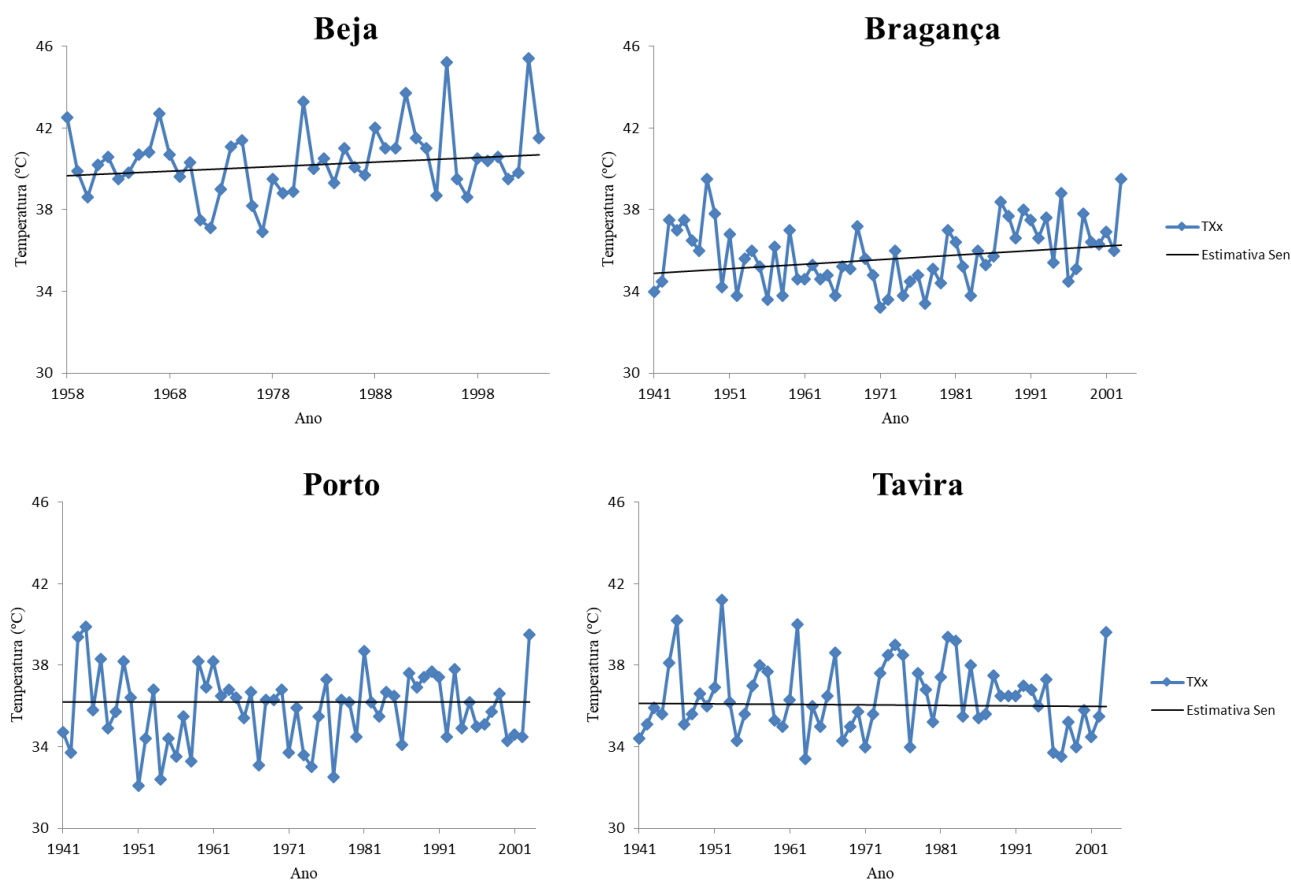 Beja
46
42
38
34
30
Temperatura (°C)
1958
1968
1978
1988
1998
Ano
Bragança
46
42
38
34
30
Temperatura (°C)
1941
1951
1961
1971
1981
1991
2001
Ano
TXx
Estimativa Sen
Porto
46
42
38
34
30
Temperatura (°C)
1941
1951
1961
1971
1981
1991
2001
Ano
Tavira
46
42
38
34
30
Temperatura (°C)
1941
1951
1961
1971
1981
1991
2001
Ano
TXx
Estimativa Sen